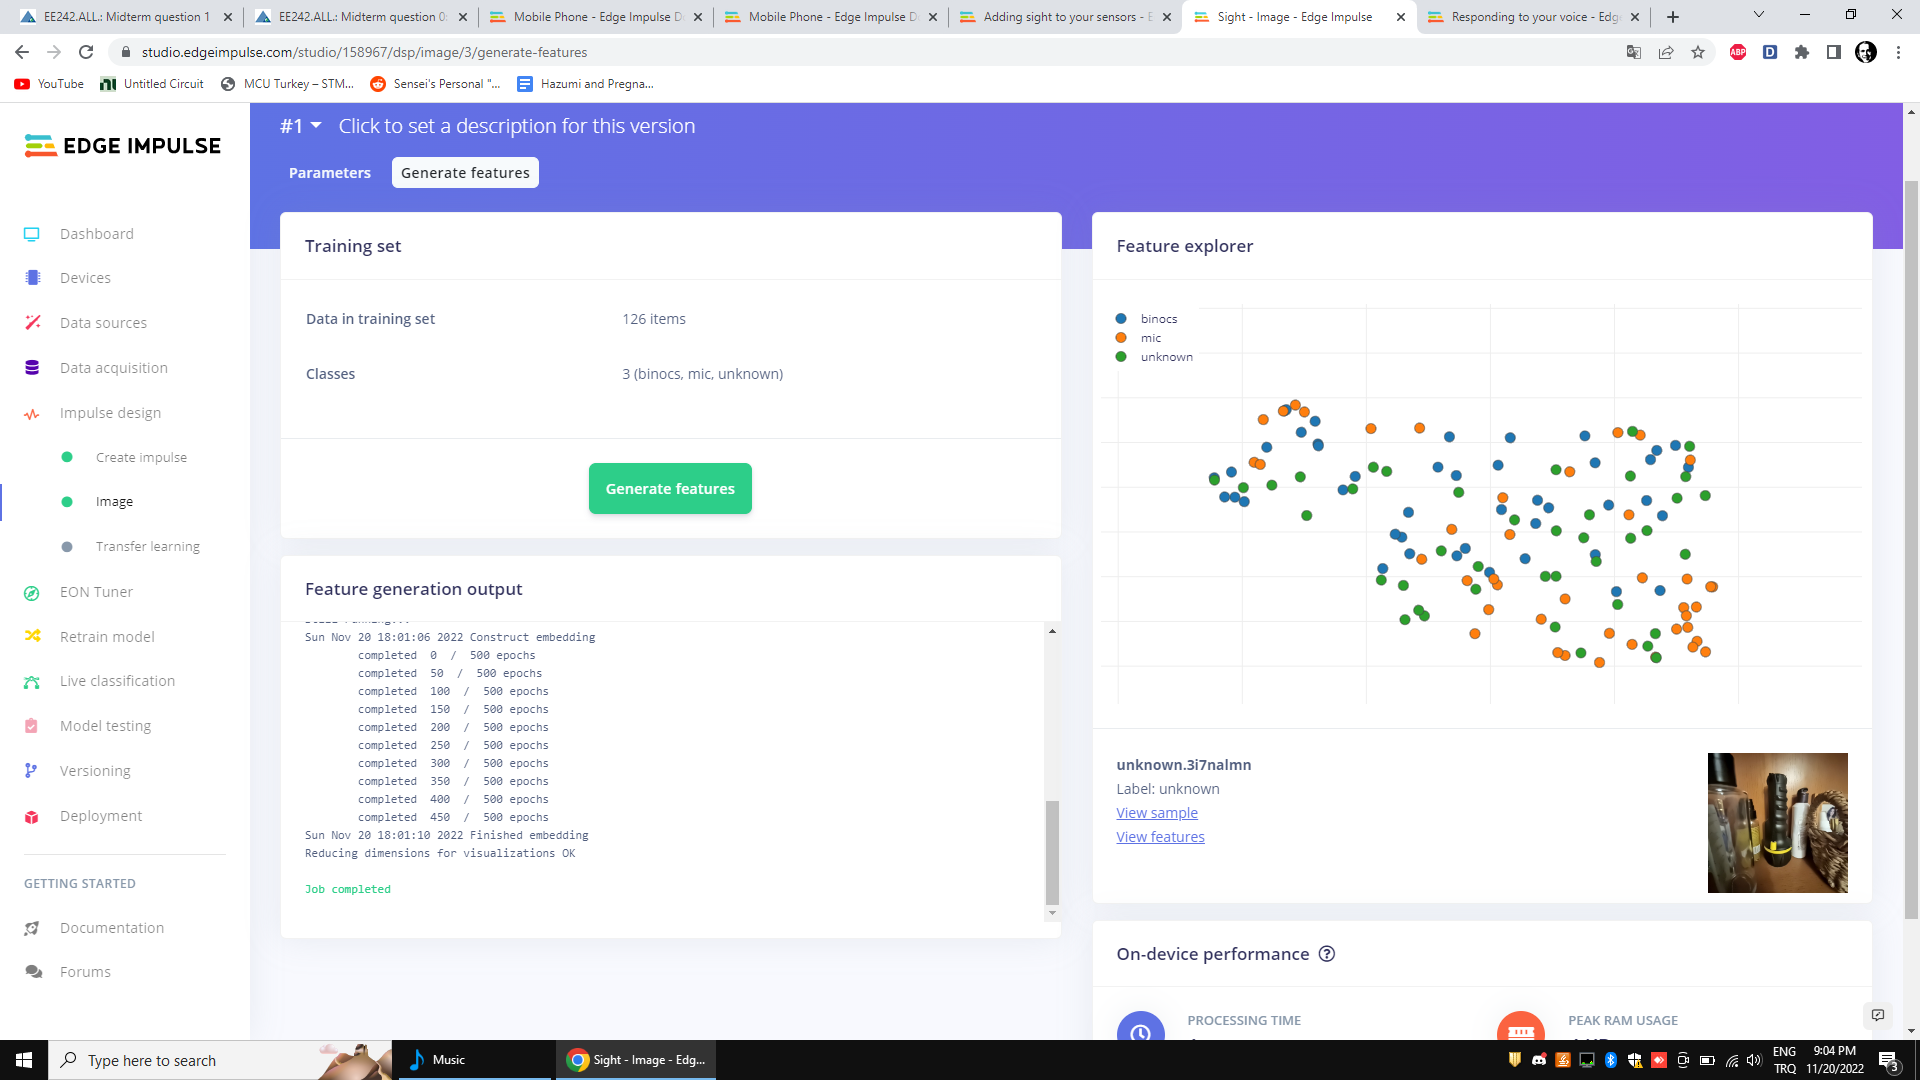 EE242.ALL.: Midterm question 1
EE242.ALL.: Midterm question 0
Mobile Phone - Edge Impulse D
Mobile Phone - Edge Impulse D
Adding sight to your sensors - E
Sight - Image - Edge Impulse
Responding to your voice - Edg
studio.edgeimpulse.com/studio/158967/dsp/image/3/generate-features
ABP
YouTube
Untitled Circuit
MCU Turkey – STM...
Sensei's Personal "...
Hazumi and Pregna...
EDGE IMPULSE
Dashboard
Devices
Data sources
Data acquisition
Impulse design
Create impulse
Image
Transfer learning
EON Tuner
Retrain model
Live classification
Model testing
Versioning
Deployment
GETTING STARTED
Documentation
Forums
#1
Click to set a description for this version
Parameters
Generate features
Training set
Data in training set
126 items
Classes
3 (binocs, mic, unknown)
Generate features
Feature generation output
Still running...
Sun Nov 20 18:01:06 2022 Construct embedding
completed 0 / 500 epochs
completed 50 / 500 epochs
completed 100 / 500 epochs
completed 150 / 500 epochs
completed 200 / 500 epochs
completed 250 / 500 epochs
completed 300 / 500 epochs
completed 350 / 500 epochs
completed 400 / 500 epochs
completed 450 / 500 epochs
Sun Nov 20 18:01:10 2022 Finished embedding
Reducing dimensions for visualizations OK
Job completed
Feature explorer
binocs
mic
unknown
unknown.3i7nalmn
Label: unknown
View sample
View features
On-device performance
PROCESSING TIME
PEAK RAM USAGE
Type here to search
Music
Sight - Image - Edg...
ENG
TRQ
9:04 PM
11/20/2022
3